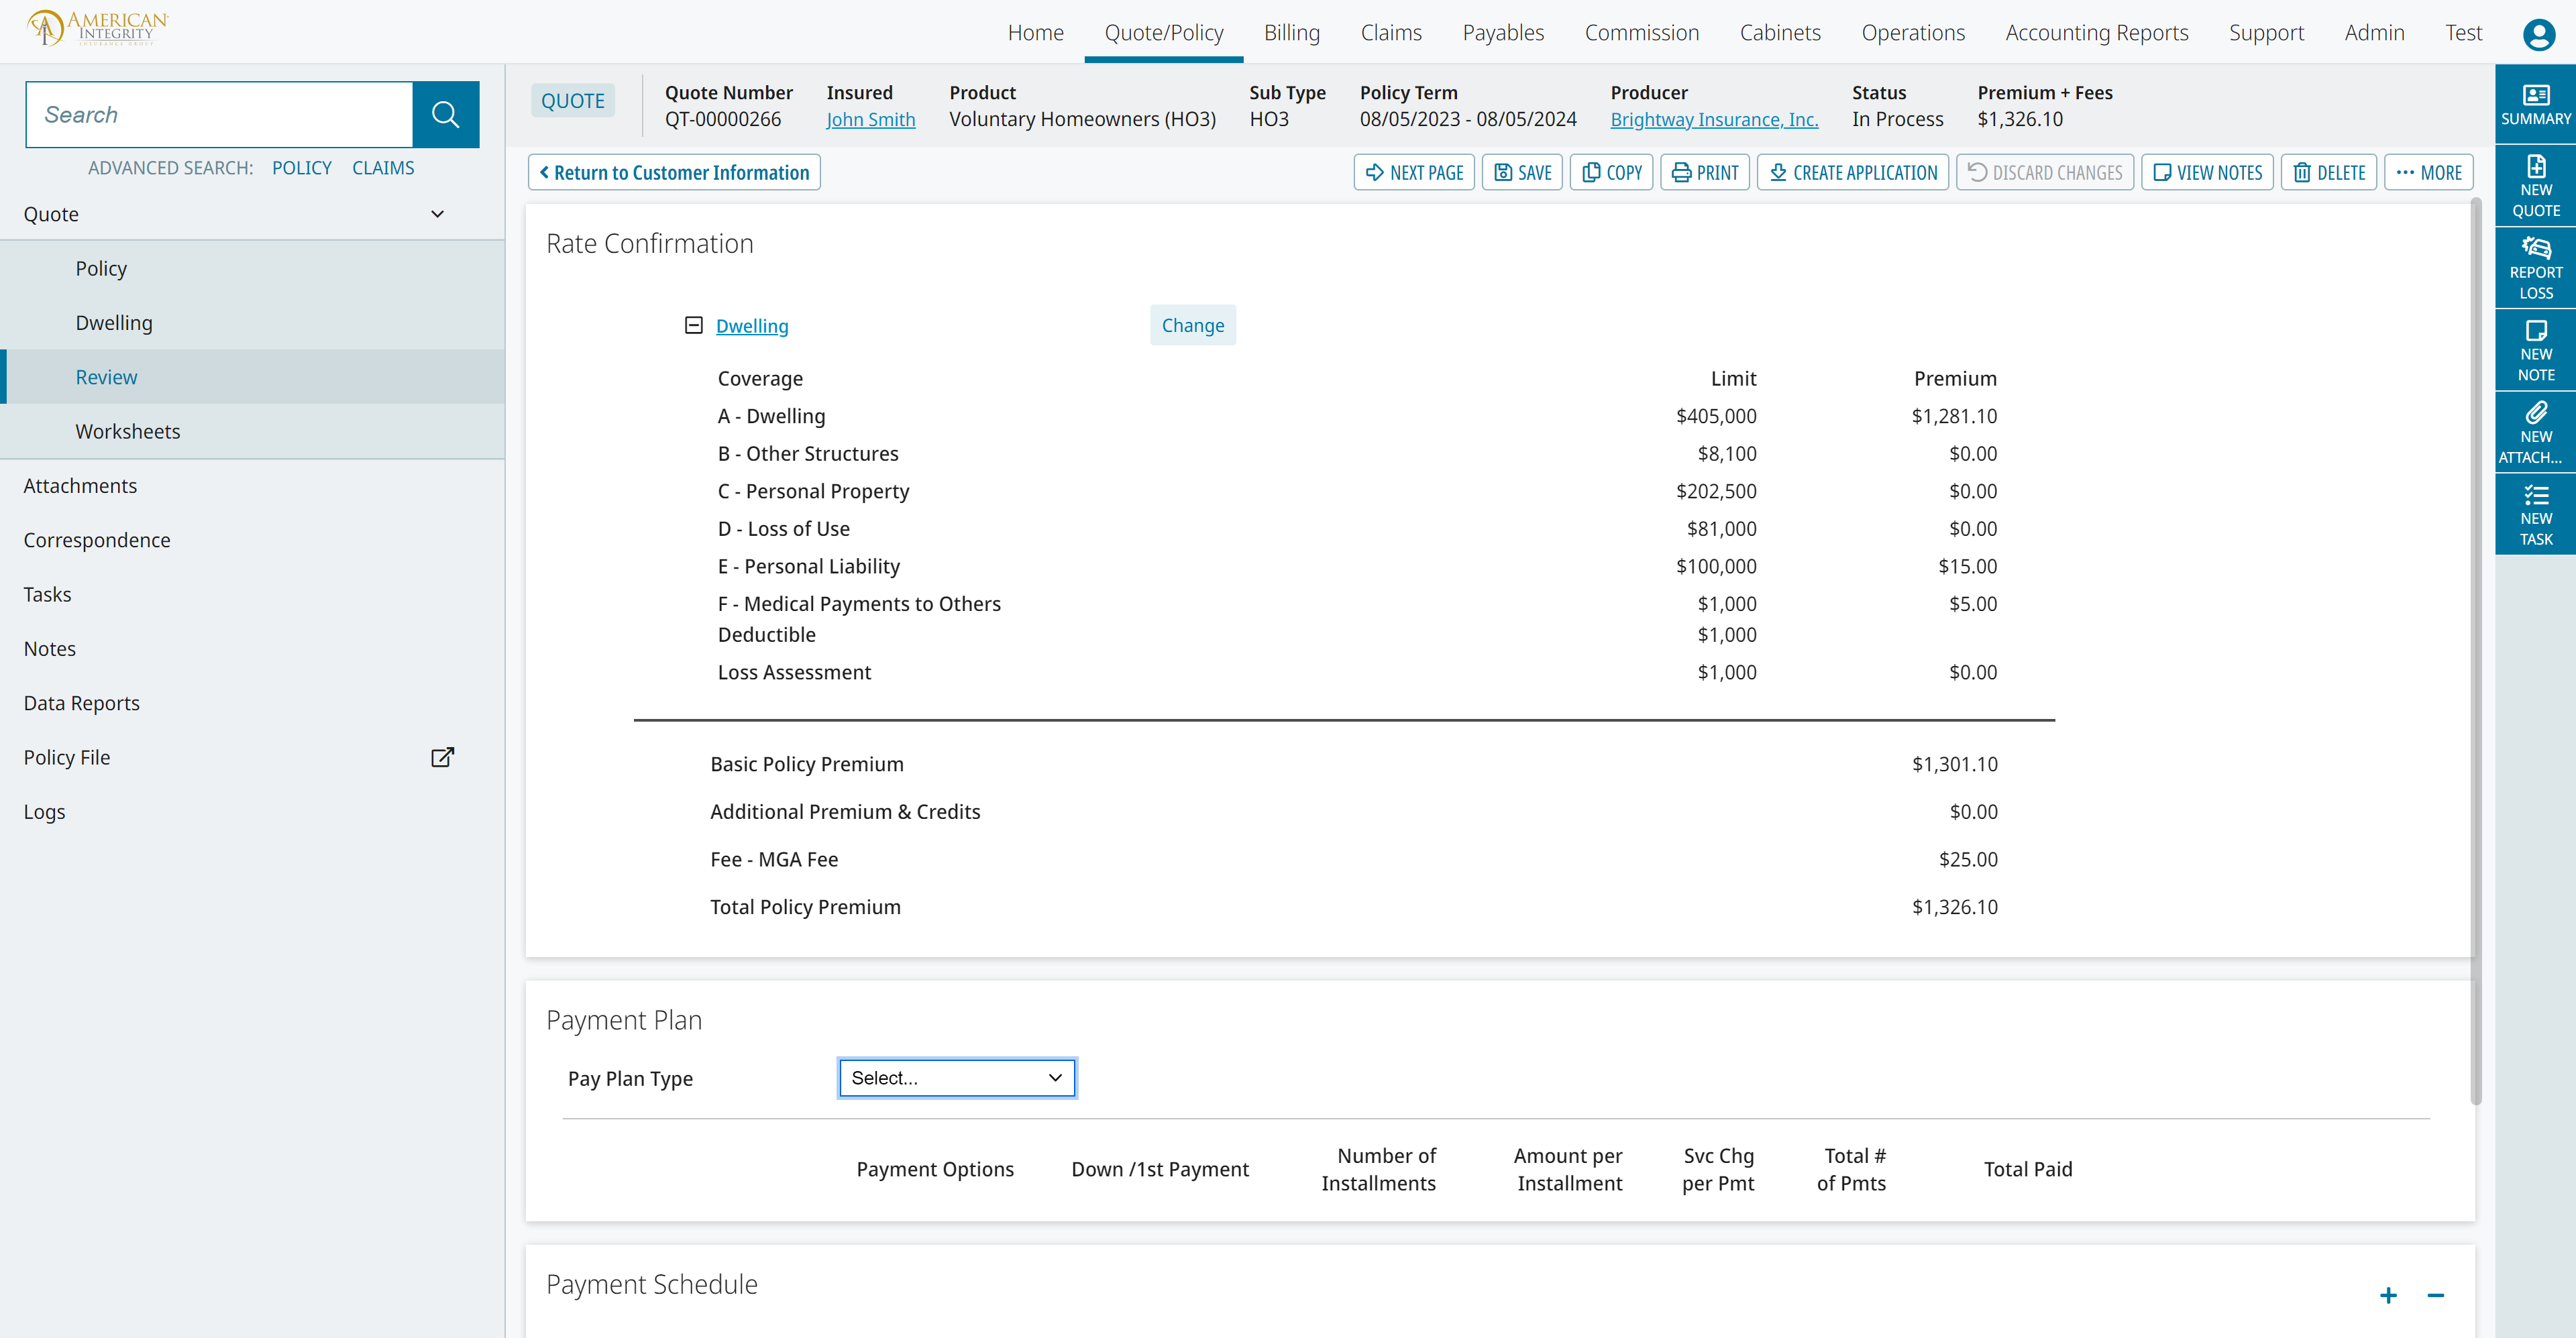 AMERICAN
INTEGRITY
INSURANCE GROUP
Home Quote/Policy Billing Claims Payables Commission Cabinets Operations Accounting Reports Support Admin Test
Search
ADVANCED SEARCH: POLICY CLAIMS
Quote
Policy
Dwelling
Review
Worksheets
Attachments
Correspondence
Tasks
Notes
Data Reports
Policy File
Logs
QUOTE
Quote Number Insured Product Sub Type Policy Term Producer Status Premium + Fees
QT-00000266 John Smith Voluntary Homeowners (HO3) HO3 08/05/2023 - 08/05/2024 Brightway Insurance, Inc. In Process $1,326.10
Return to Customer Information NEXT PAGE SAVE COPY PRINT CREATE APPLICATION DISCARD CHANGES VIEW NOTES DELETE MORE
Rate Confirmation
Dwelling Change
Coverage Limit Premium
A - Dwelling $405,000 $1,281.10
B - Other Structures $8,100 $0.00
C - Personal Property $202,500 $0.00
D - Loss of Use $81,000 $0.00
E - Personal Liability $100,000 $15.00
F - Medical Payments to Others $1,000 $5.00
Deductible $1,000
Loss Assessment $1,000 $0.00
Basic Policy Premium $1,301.10
Additional Premium & Credits $0.00
Fee - MGA Fee $25.00
Total Policy Premium $1,326.10
Payment Plan
Pay Plan Type Select...
Payment Options Down /1st Payment Number of Installments Amount per Installment Svc Chg per Pmt Total # of Pmts Total Paid
Payment Schedule
SUMMARY
NEW
QUOTE
REPORT
LOSS
NEW
NOTE
NEW
ATTACH...
NEW
TASK